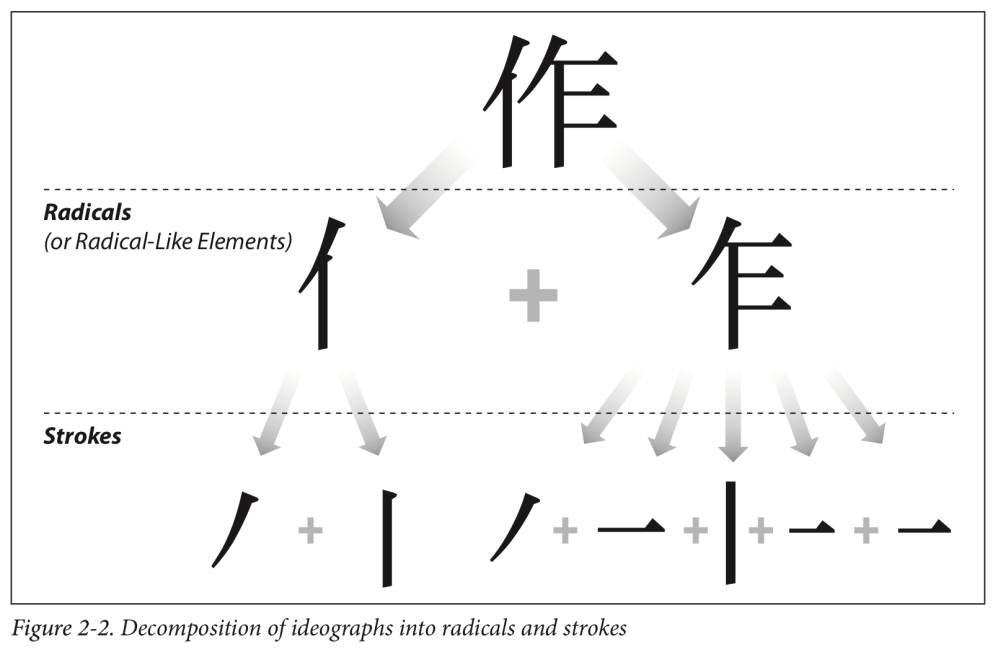 作
Radicals
(or Radical-Like Elements)
亻 + 乍
Strokes
丿 + 丨 丿 + 一 + 丨 + 一 + 一
Figure 2-2. Decomposition of ideographs into radicals and strokes